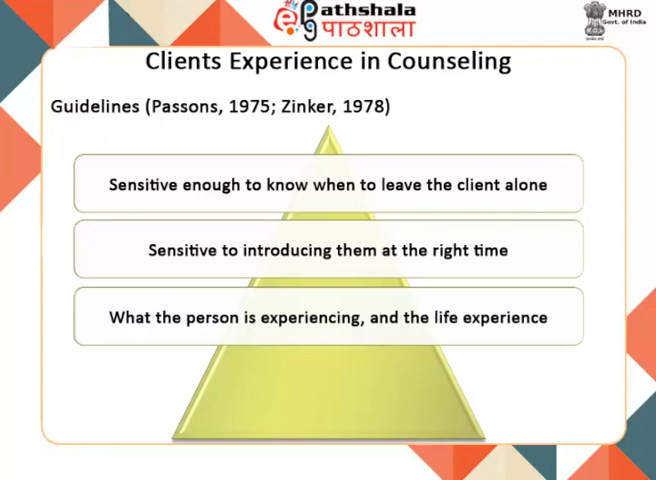 Pathshala
पाठशाला
MHRD
Govt. of India
Clients Experience in Counseling
Guidelines (Passons, 1975; Zinker, 1978)
Sensitive enough to know when to leave the client alone
Sensitive to introducing them at the right time
What the person is experiencing, and the life experience